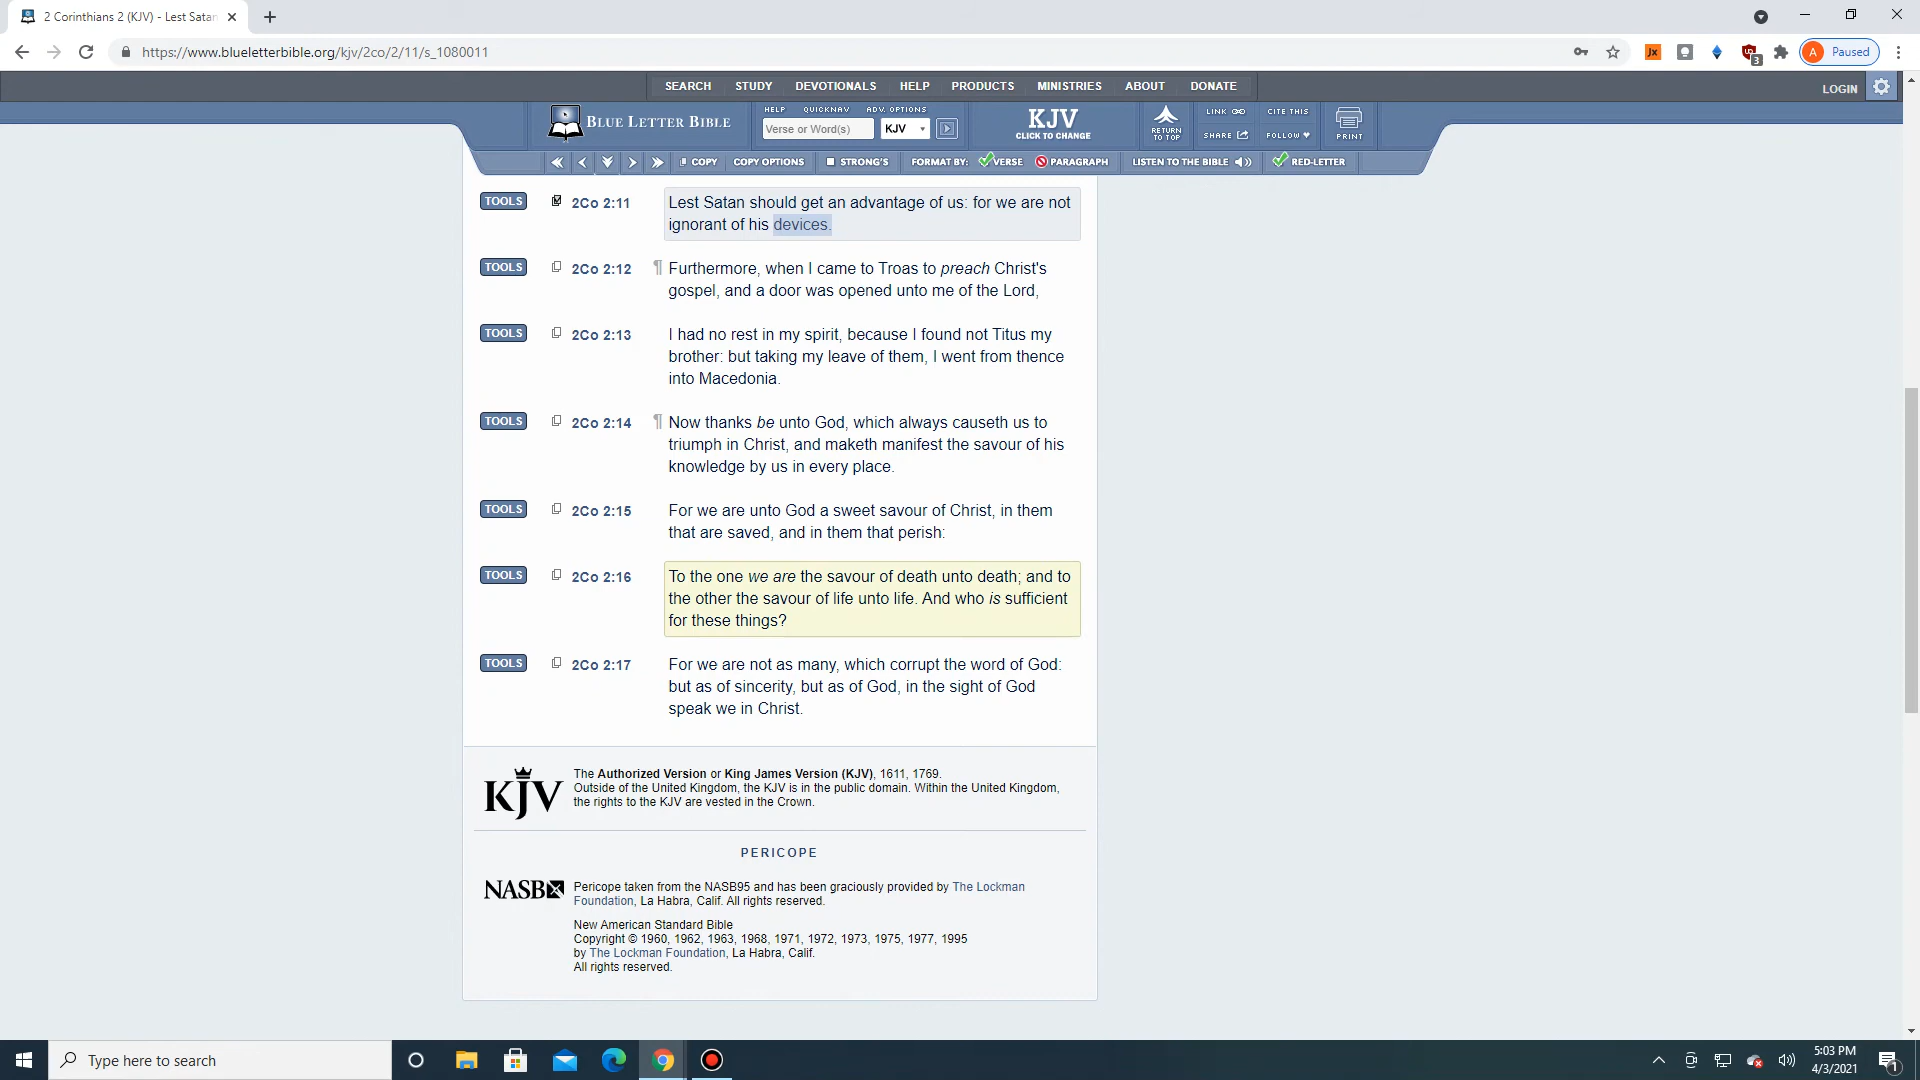 2 Corinthians 2 (KJV) - Lest Satan
https://www.blueletterbible.org/kjv/2co/2/11/s_1080011
Jx
3
A Paused
SEARCH STUDY DEVOTIONALS HELP PRODUCTS MINISTRIES ABOUT DONATE
LOGIN
BLUE LETTER BIBLE
HELP QUICKNAV ADV. OPTIONS
Verse or Word(s) KJV
KJV
CLICK TO CHANGE
RETURN
TO TOP
LINK CITE THIS
SHARE FOLLOW
PRINT
COPY COPY OPTIONS STRONG'S FORMAT BY: VERSE PARAGRAPH LISTEN TO THE BIBLE RED-LETTER
TOOLS 2Co 2:11 Lest Satan should get an advantage of us: for we are not
ignorant of his devices.
TOOLS 2Co 2:12 ¶ Furthermore, when I came to Troas to preach Christ's
gospel, and a door was opened unto me of the Lord,
TOOLS 2Co 2:13 I had no rest in my spirit, because I found not Titus my
brother: but taking my leave of them, I went from thence
into Macedonia.
TOOLS 2Co 2:14 ¶ Now thanks be unto God, which always causeth us to
triumph in Christ, and maketh manifest the savour of his
knowledge by us in every place.
TOOLS 2Co 2:15 For we are unto God a sweet savour of Christ, in them
that are saved, and in them that perish:
TOOLS 2Co 2:16 To the one we are the savour of death unto death; and to
the other the savour of life unto life. And who is sufficient
for these things?
TOOLS 2Co 2:17 For we are not as many, which corrupt the word of God:
but as of sincerity, but as of God, in the sight of God
speak we in Christ.
KJV
The Authorized Version or King James Version (KJV), 1611, 1769.
Outside of the United Kingdom, the KJV is in the public domain. Within the United Kingdom,
the rights to the KJV are vested in the Crown.
PERICOPE
NASB
Pericope taken from the NASB95 and has been graciously provided by The Lockman
Foundation, La Habra, Calif. All rights reserved.
New American Standard Bible
Copyright © 1960, 1962, 1963, 1968, 1971, 1972, 1973, 1975, 1977, 1995
by The Lockman Foundation, La Habra, Calif.
All rights reserved.
Type here to search
5:03 PM
4/3/2021
1